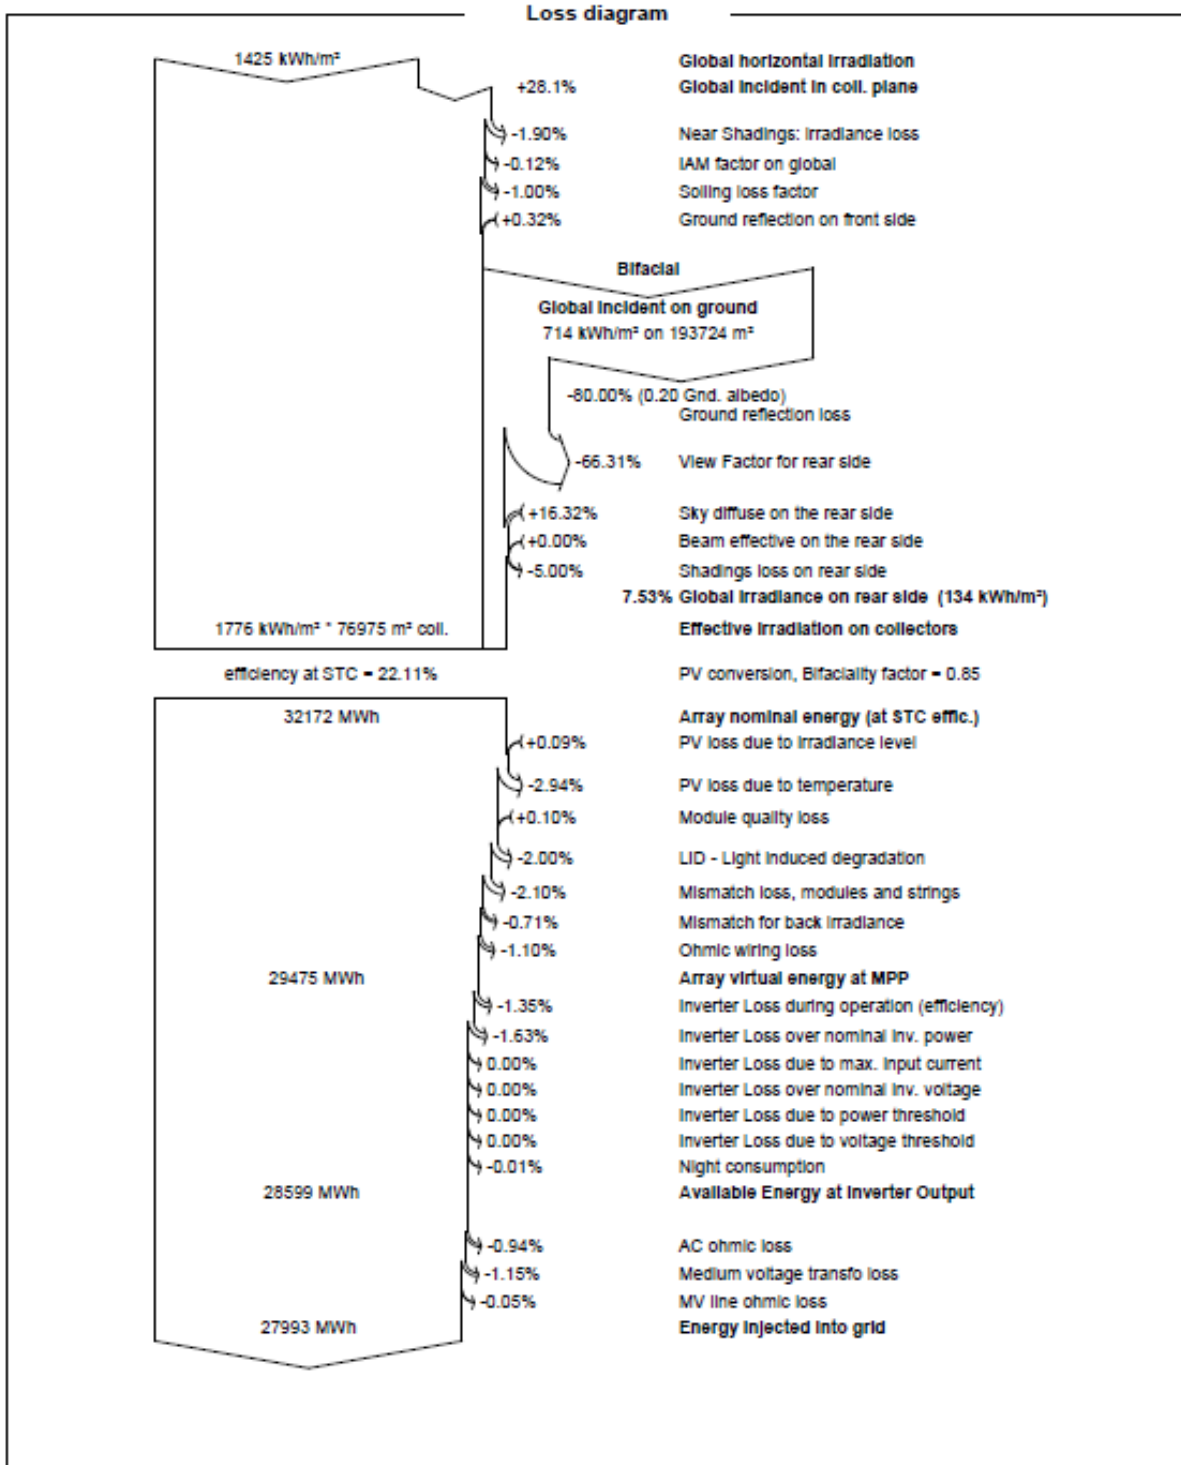 Loss diagram
1425 kWh/m² Global horizontal irradiation
+28.1% Global incident in coll. plane
-1.90% Near Shadings: irradiance loss
-0.12% IAM factor on global
-1.00% Soiling loss factor
+0.32% Ground reflection on front side
Bifacial
Global incident on ground
714 kWh/m² on 193724 m²
-80.00% (0.20 Gnd. albedo)
Ground reflection loss
-66.31% View Factor for rear side
+16.32% Sky diffuse on the rear side
+0.00% Beam effective on the rear side
-5.00% Shadings loss on rear side
7.53% Global Irradiance on rear side (134 kWh/m²)
1776 kWh/m² * 76975 m² coll. Effective irradiation on collectors
efficiency at STC = 22.11% PV conversion, Bifaciality factor = 0.85
32172 MWh Array nominal energy (at STC effic.)
+0.09% PV loss due to irradiance level
-2.94% PV loss due to temperature
+0.10% Module quality loss
-2.00% LID - Light induced degradation
-2.10% Mismatch loss, modules and strings
-0.71% Mismatch for back irradiance
-1.10% Ohmic wiring loss
29475 MWh Array virtual energy at MPP
-1.35% Inverter Loss during operation (efficiency)
-1.63% Inverter Loss over nominal inv. power
0.00% Inverter Loss due to max. input current
0.00% Inverter Loss over nominal inv. voltage
0.00% Inverter Loss due to power threshold
0.00% Inverter Loss due to voltage threshold
-0.01% Night consumption
28599 MWh Available Energy at Inverter Output
-0.94% AC ohmic loss
-1.15% Medium voltage transfo loss
-0.05% MV line ohmic loss
27993 MWh Energy injected into grid